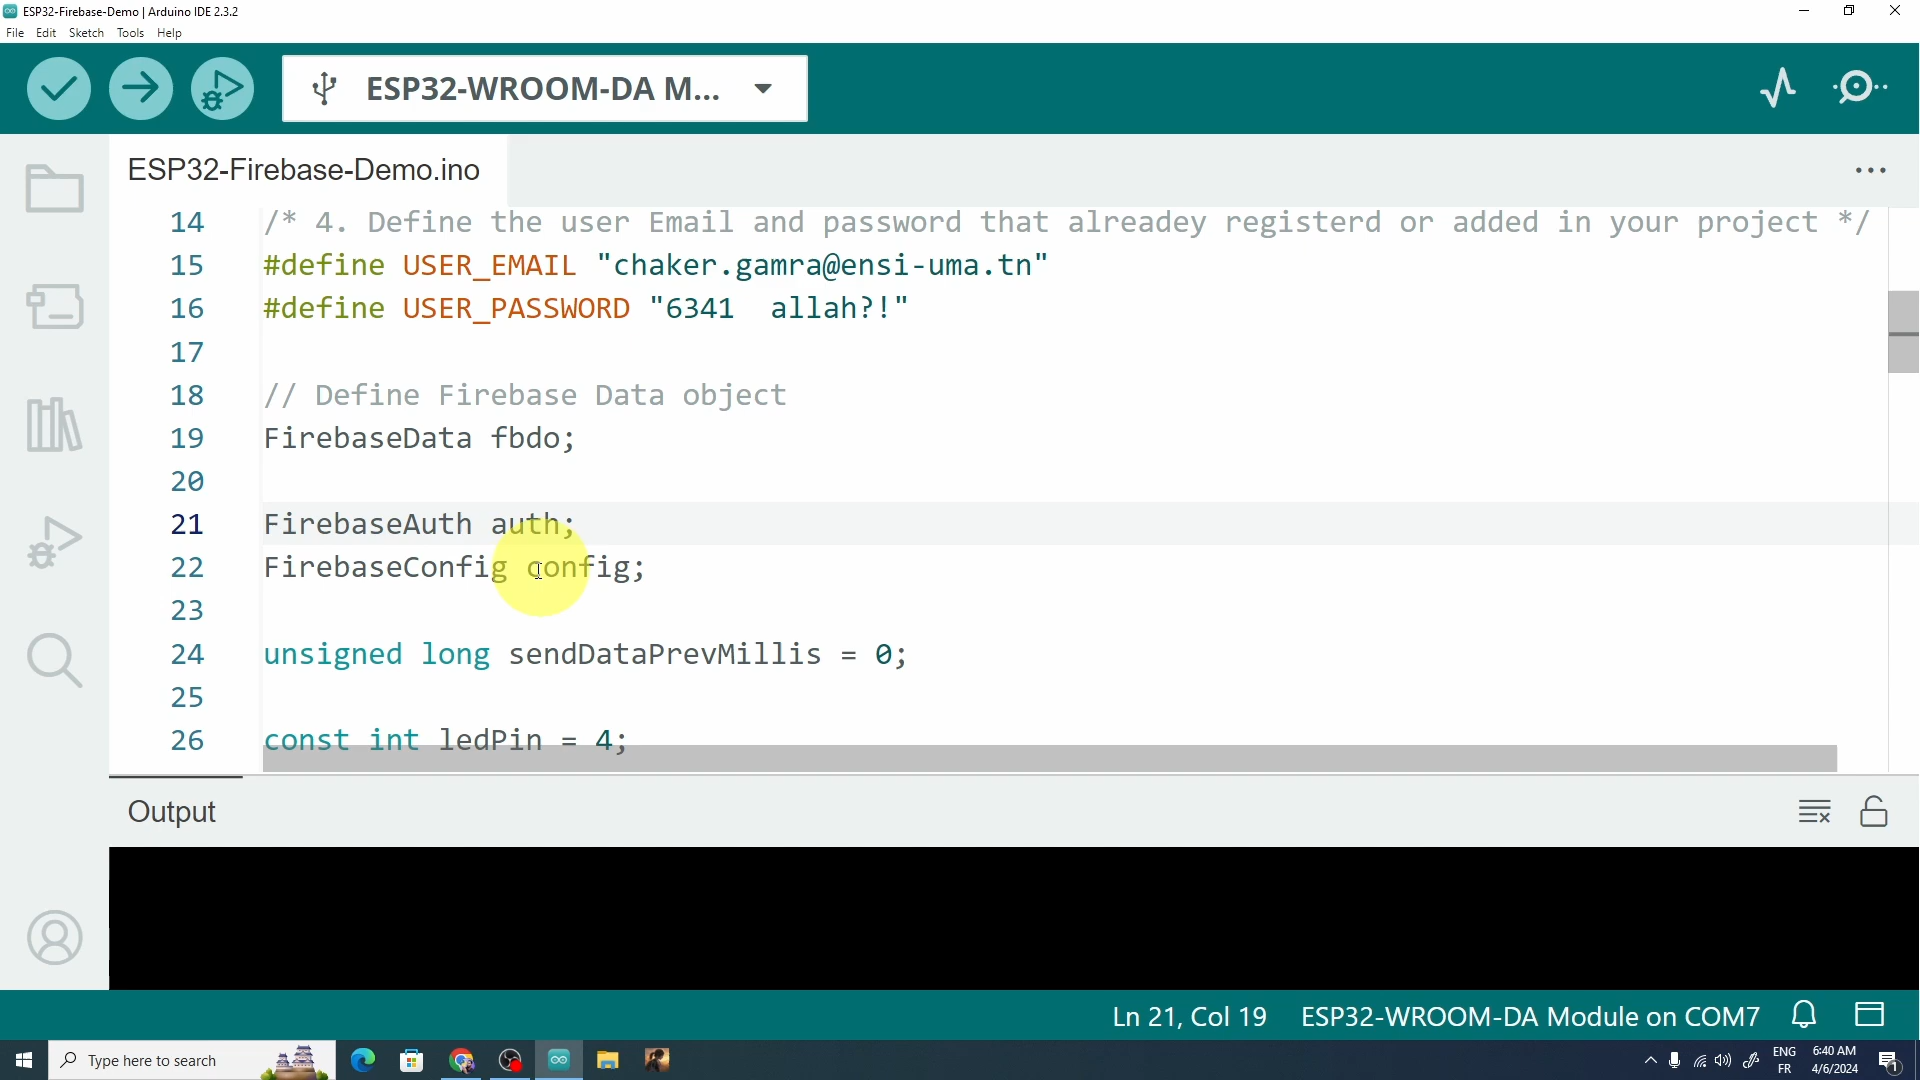 ESP32-Firebase-Demo | Arduino IDE 2.3.2
File Edit Sketch Tools Help
ESP32-WROOM-DA M...
ESP32-Firebase-Demo.ino
14 /* 4. Define the user Email and password that alreadey registerd or added in your project */
15 #define USER_EMAIL "chaker.gamra@ensi-uma.tn"
16 #define USER_PASSWORD "6341  allah?!"
17
18 // Define Firebase Data object
19 FirebaseData fbdo;
20
21 FirebaseAuth auth;
22 FirebaseConfig config;
23
24 unsigned long sendDataPrevMillis = 0;
25
26 const int ledPin = 4;
Output
Ln 21, Col 19 ESP32-WROOM-DA Module on COM7
Type here to search
ENG 6:40 AM
FR 4/6/2024
1